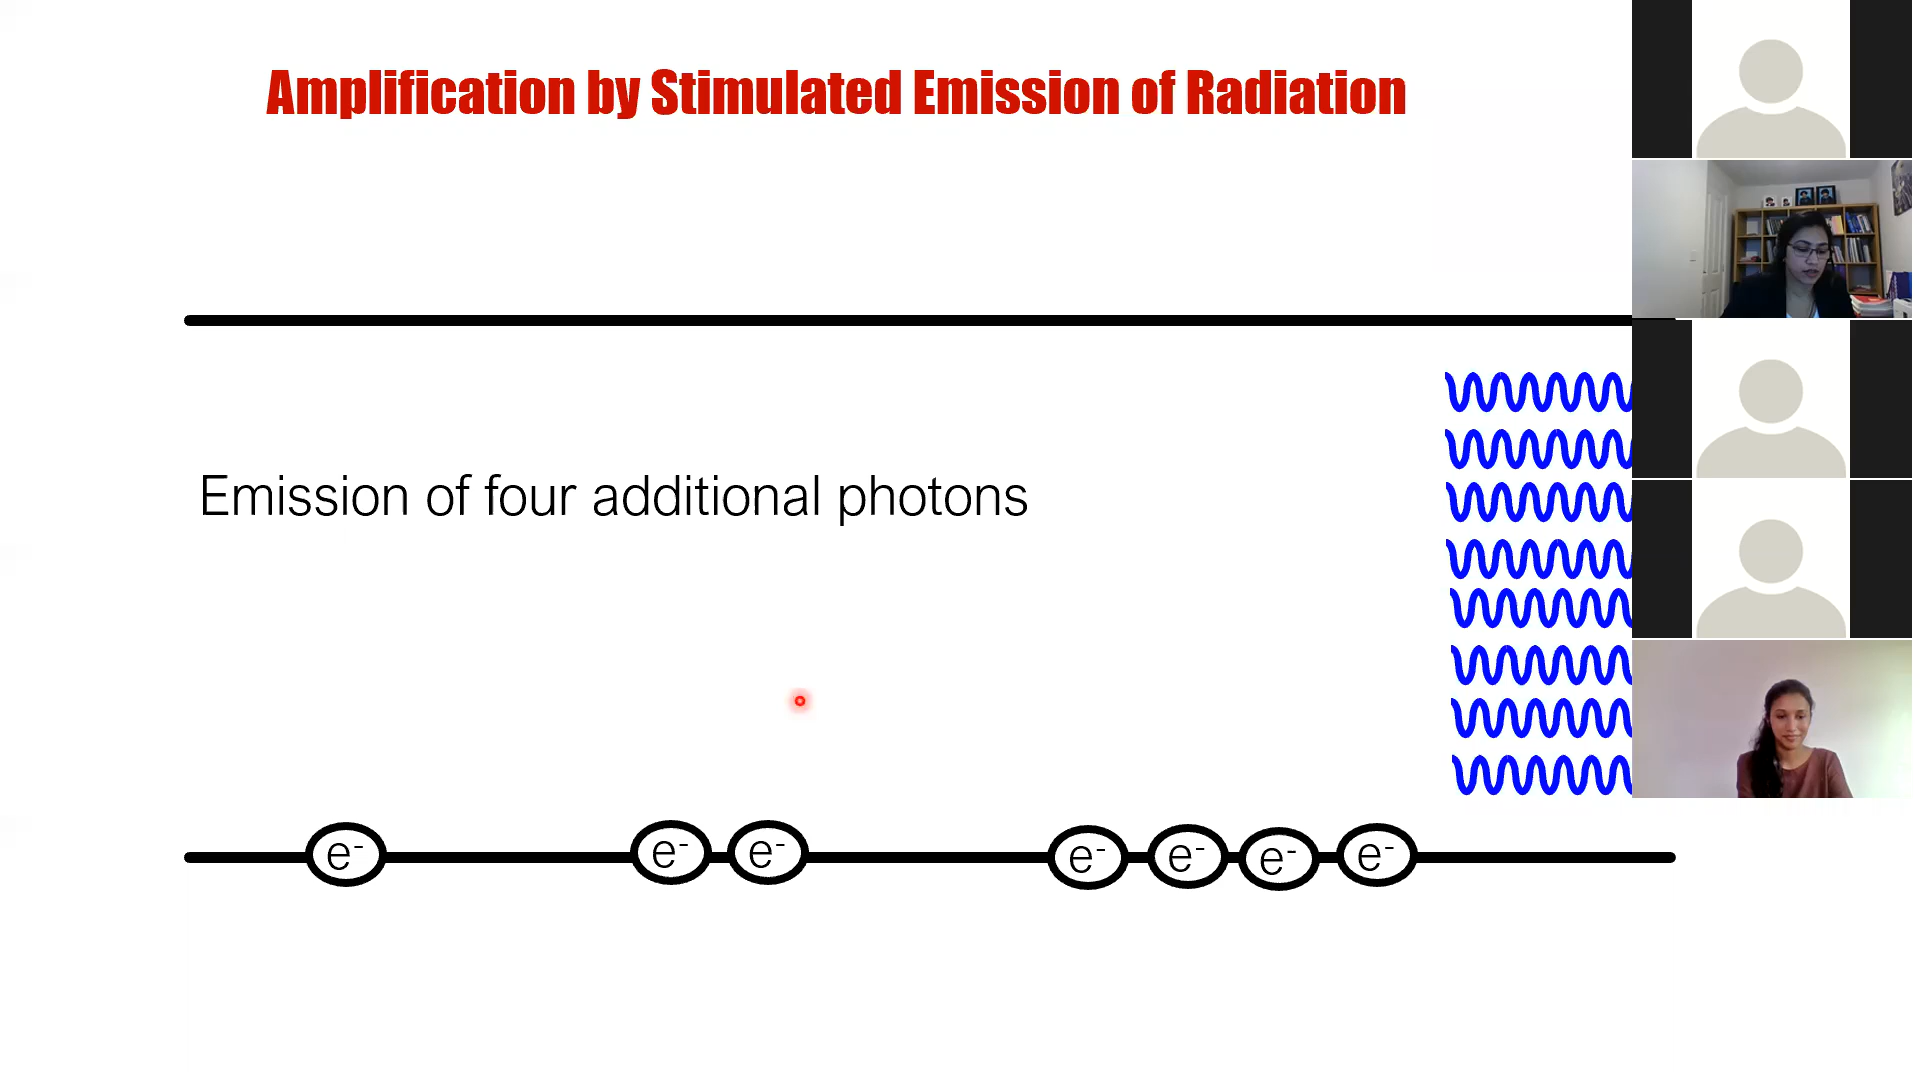 Amplification by Stimulated Emission of Radiation
Emission of four additional photons
e- e- e- e- e- e- e-